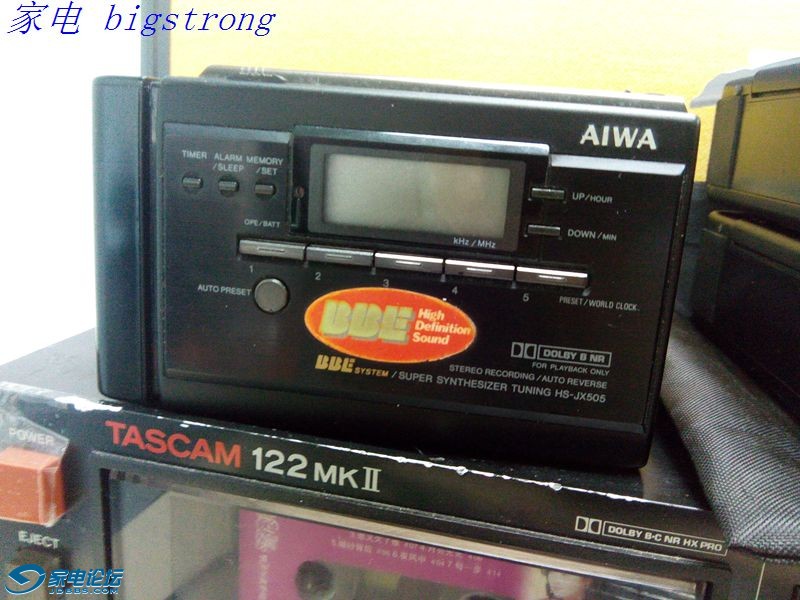 家电 bigstrong
AIWA
TIMER ALARM/SLEEP MEMORY/SET
UP/HOUR
DOWN/MIN
kHz/MHz
OPE/BATT
1 2 3 4 5
PRESET/WORLD CLOCK
AUTO PRESET
BBE High Definition Sound
DOLBY B NR
FOR PLAYBACK ONLY
STEREO RECORDING/AUTO REVERSE
BBE SYSTEM / SUPER SYNTHESIZER TUNING HS-JX505
POWER
TASCAM 122 MKII
DOLBY B-C NR HX PRO
EJECT
家电论坛
JDBBS.COM